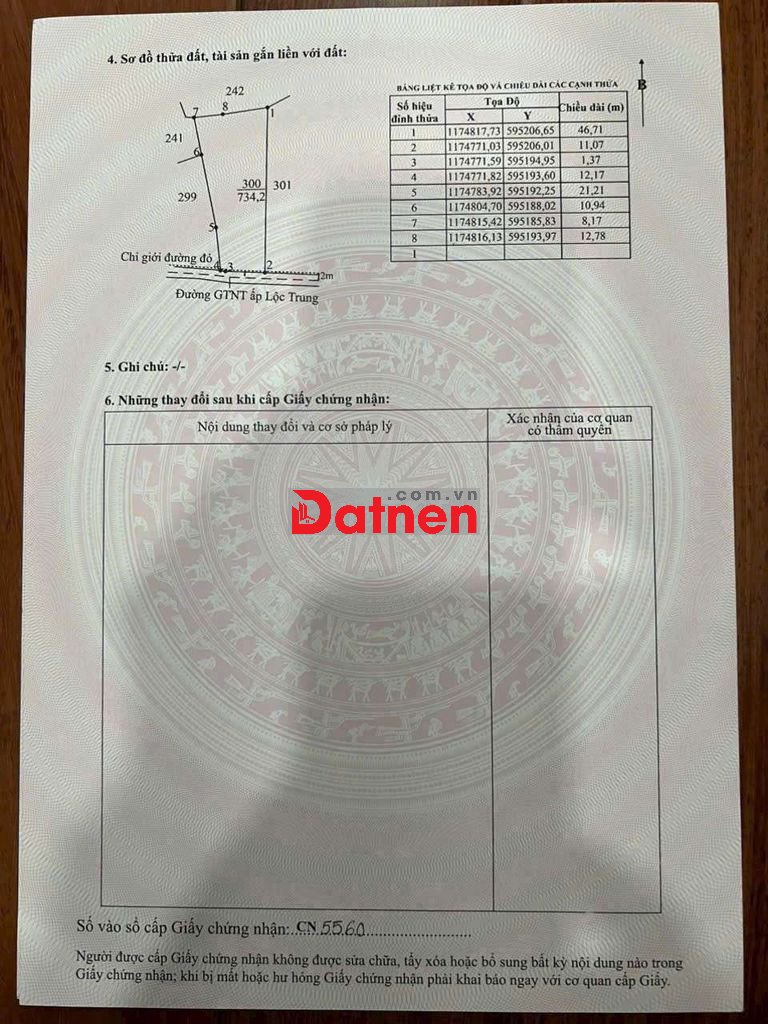 4. Sơ đồ thửa đất, tài sản gắn liền với đất:
242
7 8 1
241
6
300
734,2
301
299
5
Chỉ giới đường đỏ
4 3 2
2m
Đường GTNT ấp Lộc Trung
BẢNG LIỆT KÊ TỌA ĐỘ VÀ CHIỀU DÀI CÁC CẠNH THỬA
B
Số hiệu đỉnh thửa Tọa Độ Chiều dài (m)
X Y
1 1174817,73 595206,65 46,71
2 1174771,03 595206,01 11,07
3 1174771,59 595194,95 1,37
4 1174771,82 595193,60 12,17
5 1174783,92 595192,25 21,21
6 1174804,70 595188,02 10,94
7 1174815,42 595185,83 8,17
8 1174816,13 595193,97 12,78
1
5. Ghi chú: -/-
6. Những thay đổi sau khi cấp Giấy chứng nhận:
Nội dung thay đổi và cơ sở pháp lý
Xác nhận của cơ quan
có thẩm quyền
.com.vn
Datnen
Số vào sổ cấp Giấy chứng nhận: CN 5560
Người được cấp Giấy chứng nhận không được sửa chữa, tẩy xóa hoặc bổ sung bất kỳ nội dung nào trong
Giấy chứng nhận; khi bị mất hoặc hư hỏng Giấy chứng nhận phải khai báo ngay với cơ quan cấp Giấy.